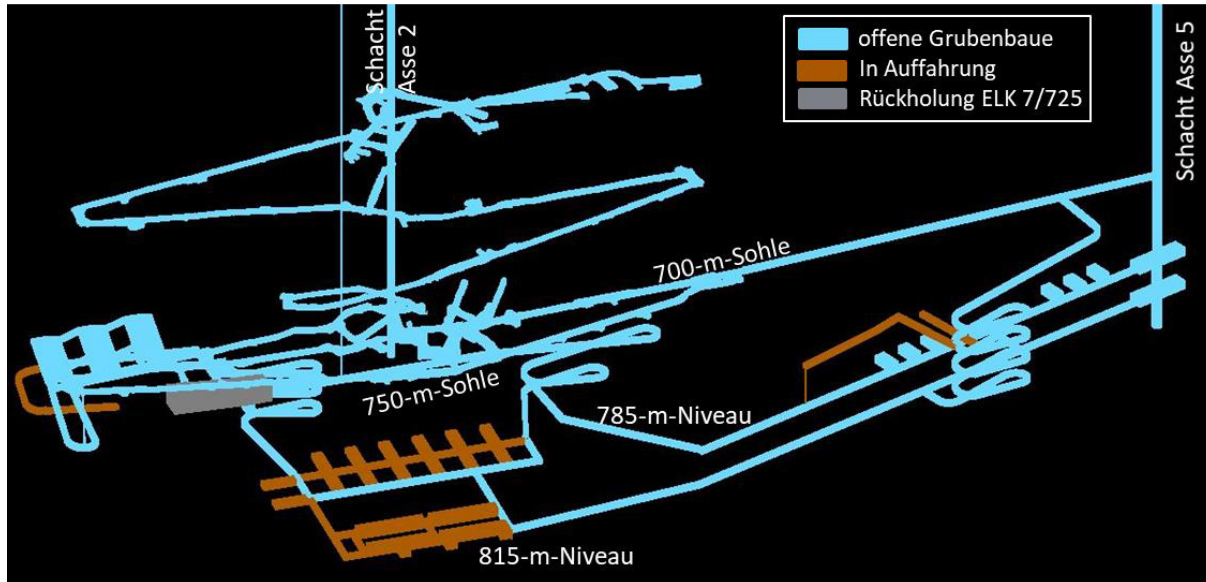 Schacht
Asse 2
offene Grubenbaue
In Auffahrung
Rückholung ELK 7/725
Schacht Asse 5
700-m-Sohle
750-m-Sohle
785-m-Niveau
815-m-Niveau